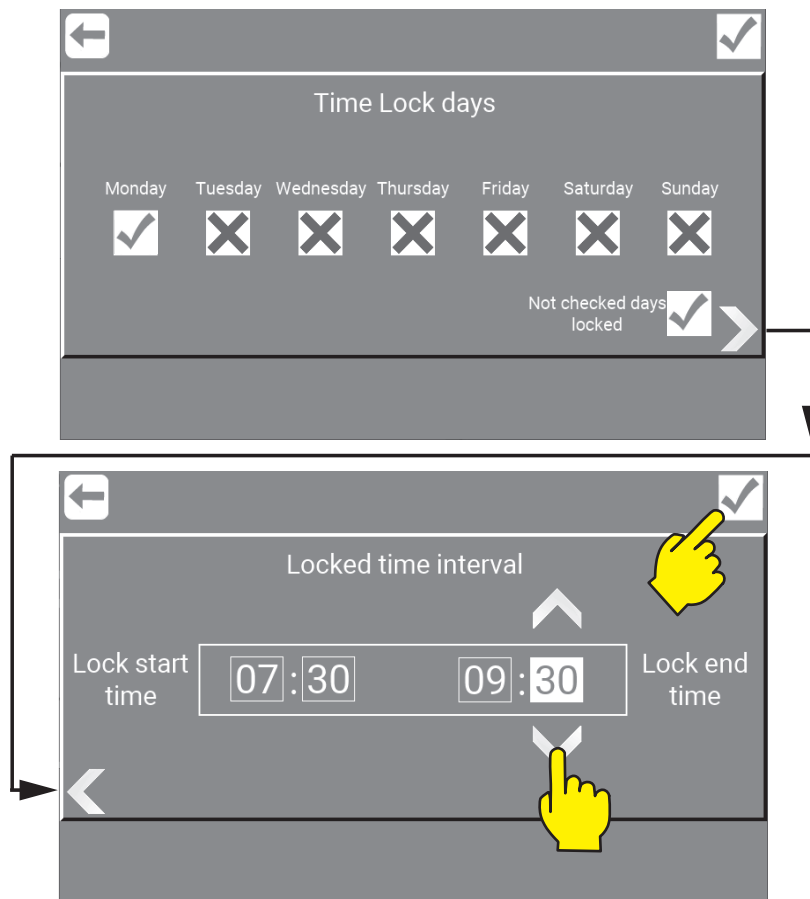 Time Lock days
Monday Tuesday Wednesday Thursday Friday Saturday Sunday
Not checked days
locked
Locked time interval
Lock start
time
07:30
09:30
Lock end
time